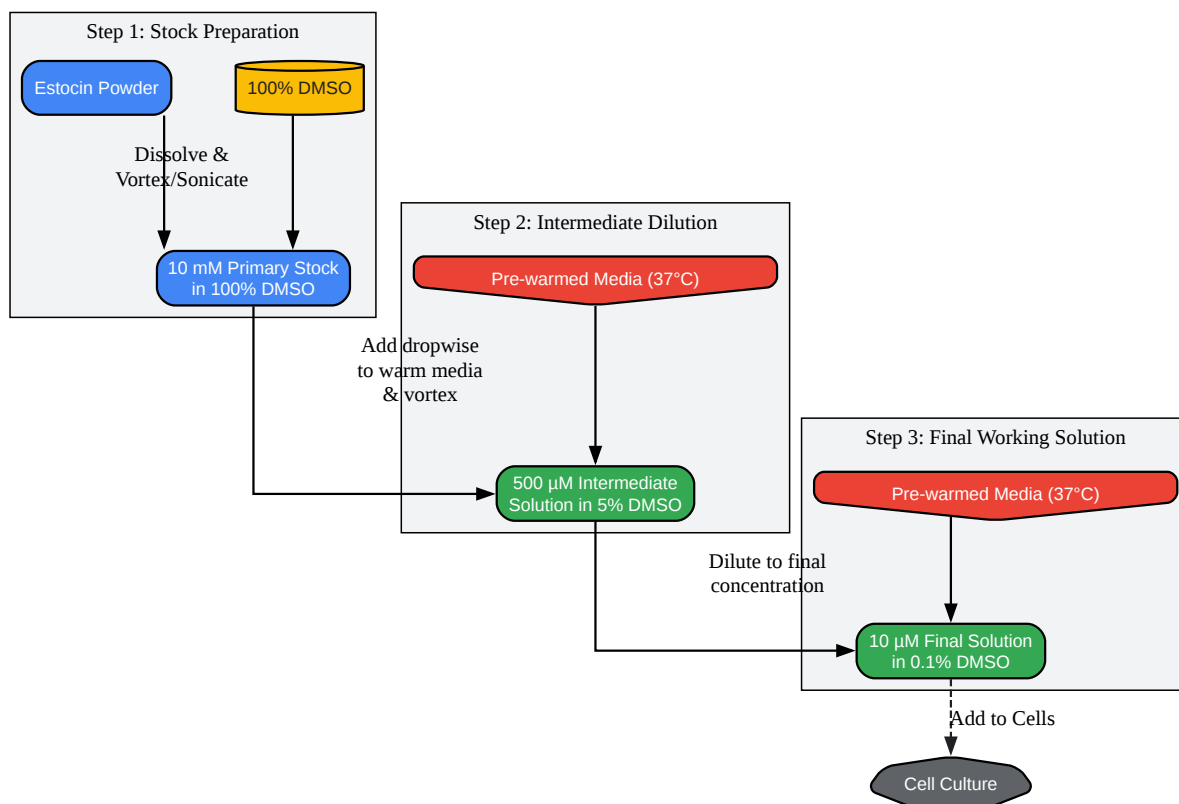 Step 1: Stock Preparation
Estocin Powder
100% DMSO
Dissolve &
Vortex/Sonicate
10 mM Primary Stock
in 100% DMSO
Step 2: Intermediate Dilution
Pre-warmed Media (37°C)
Add dropwise
to warm media
& vortex
500 µM Intermediate
Solution in 5% DMSO
Step 3: Final Working Solution
Pre-warmed Media (37°C)
Dilute to final
concentration
10 µM Final Solution
in 0.1% DMSO
Add to Cells
Cell Culture